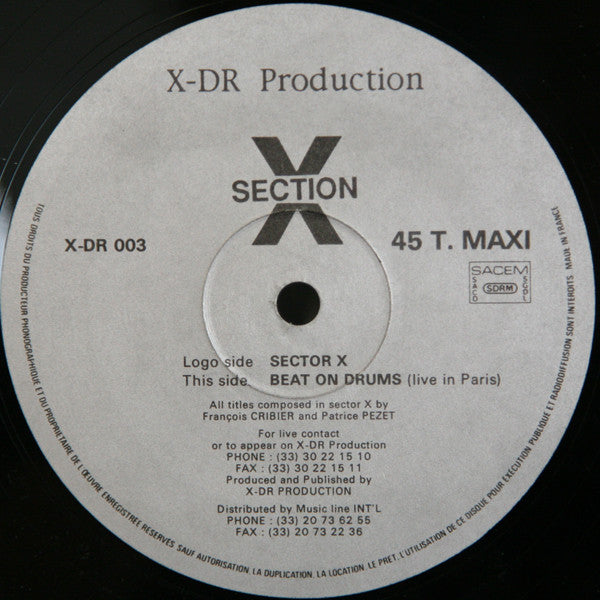 X-DR Production
X
SECTION
X-DR 003
45 T. MAXI
SACEM
SACD
SDRM
SGDL
Logo side SECTOR X
This side. BEAT ON DRUMS (live in Paris)
All titles composed in sector X by
François CRIBIER and Patrice PEZET
For live contact
or to appear on X-DR Production
PHONE : (33) 30 22 15 10
FAX : (33) 30 22 15 11
Produced and Published by
X-DR PRODUCTION
Distributed by Music line INT'L
PHONE : (33) 20 73 62 55
FAX : (33) 20 73 22 36
TOUS DROITS DU PRODUCTEUR PHONOGRAPHIQUE ET DU PROPRIETAIRE DE L'ŒUVRE ENREGISTREE RESERVES. SAUF AUTORISATION, LA DUPLICATION, LA LOCATION, LE PRET, L'UTILISATION DE CE DISQUE POUR EXECUTION PUBLIQUE ET RADIODIFFUSION SONT INTERDITS. MADE IN FRANCE